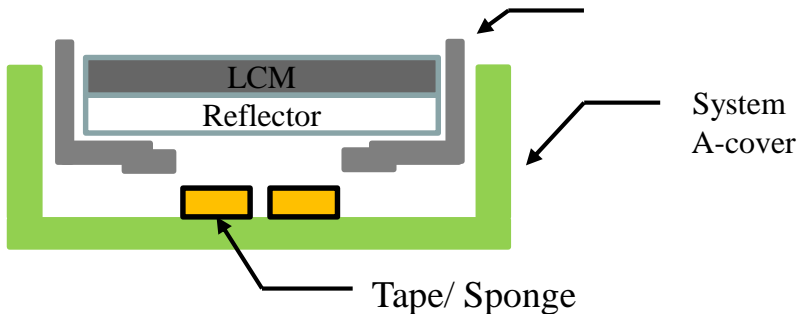 LCM
Reflector
System
A-cover
Tape/ Sponge